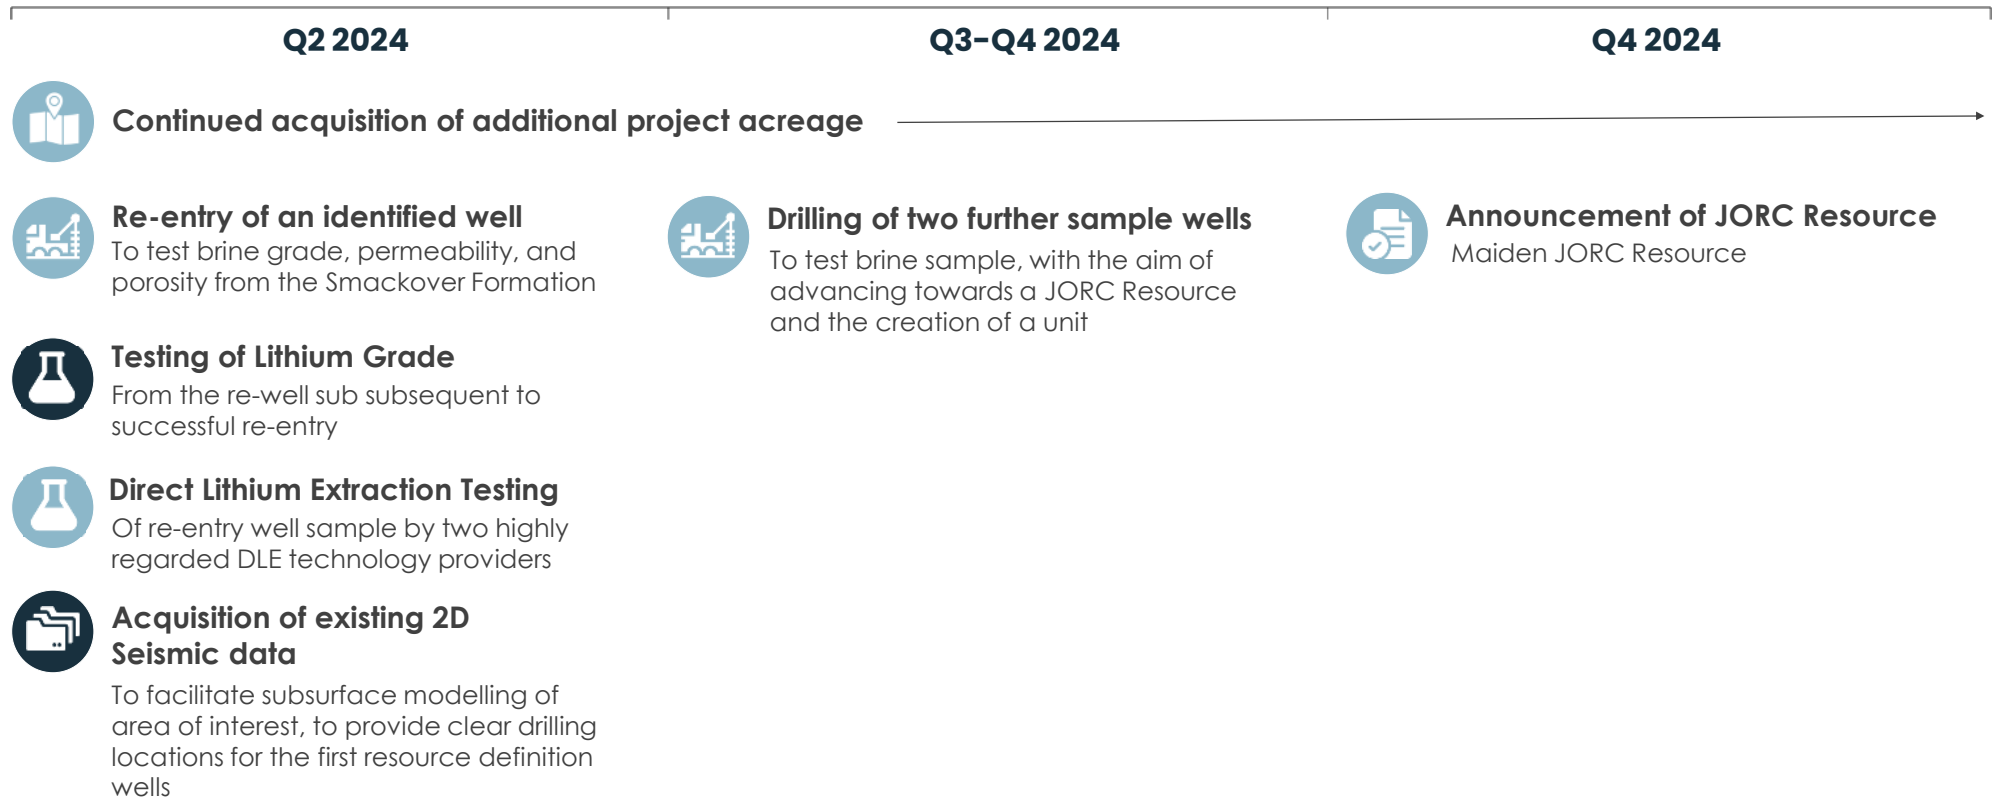 Q2 2024
Q3-Q4 2024
Q4 2024
Continued acquisition of additional project acreage
Re-entry of an identified well
To test brine grade, permeability, and
porosity from the Smackover Formation
Testing of Lithium Grade
From the re-well sub subsequent to
successful re-entry
Direct Lithium Extraction Testing
Of re-entry well sample by two highly
regarded DLE technology providers
Acquisition of existing 2D
Seismic data
To facilitate subsurface modelling of
area of interest, to provide clear drilling
locations for the first resource definition
wells
Drilling of two further sample wells
To test brine sample, with the aim of
advancing towards a JORC Resource
and the creation of a unit
Announcement of JORC Resource
Maiden JORC Resource